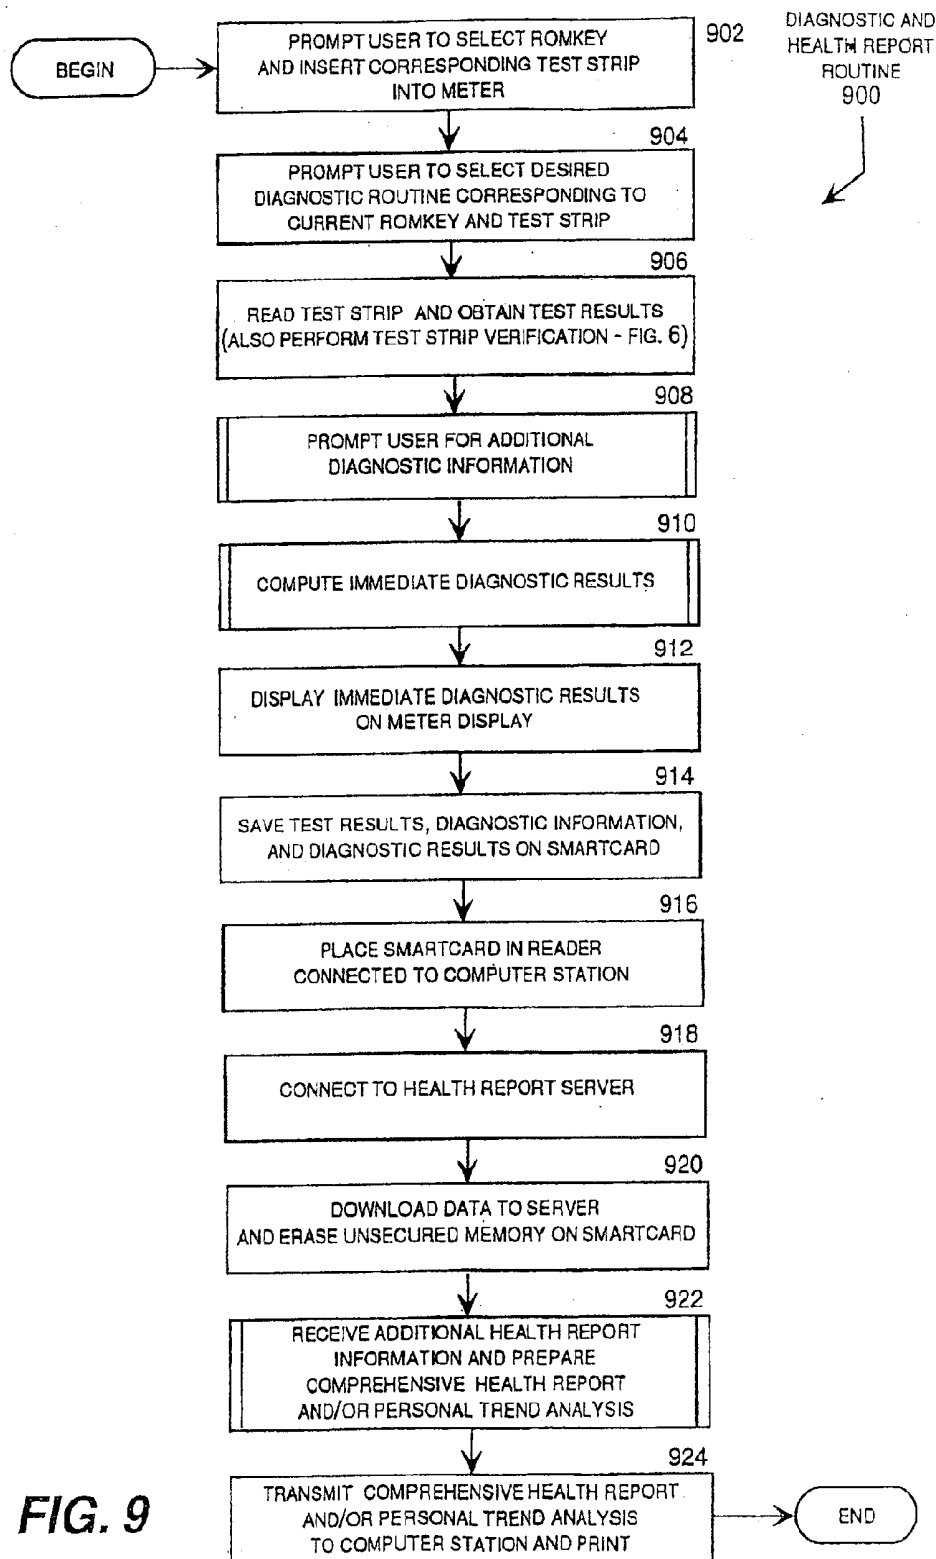 DIAGNOSTIC AND
HEALTH REPORT
ROUTINE
900
BEGIN
902
PROMPT USER TO SELECT ROMKEY
AND INSERT CORRESPONDING TEST STRIP
INTO METER
904
PROMPT USER TO SELECT DESIRED
DIAGNOSTIC ROUTINE CORRESPONDING TO
CURRENT ROMKEY AND TEST STRIP
906
READ TEST STRIP AND OBTAIN TEST RESULTS
(ALSO PERFORM TEST STRIP VERIFICATION - FIG. 6)
908
PROMPT USER FOR ADDITIONAL
DIAGNOSTIC INFORMATION
910
COMPUTE IMMEDIATE DIAGNOSTIC RESULTS
912
DISPLAY IMMEDIATE DIAGNOSTIC RESULTS
ON METER DISPLAY
914
SAVE TEST RESULTS, DIAGNOSTIC INFORMATION,
AND DIAGNOSTIC RESULTS ON SMARTCARD
916
PLACE SMARTCARD IN READER
CONNECTED TO COMPUTER STATION
918
CONNECT TO HEALTH REPORT SERVER
920
DOWNLOAD DATA TO SERVER
AND ERASE UNSECURED MEMORY ON SMARTCARD
922
RECEIVE ADDITIONAL HEALTH REPORT
INFORMATION AND PREPARE
COMPREHENSIVE HEALTH REPORT
AND/OR PERSONAL TREND ANALYSIS
924
TRANSMIT COMPREHENSIVE HEALTH REPORT
AND/OR PERSONAL TREND ANALYSIS
TO COMPUTER STATION AND PRINT
END
FIG. 9